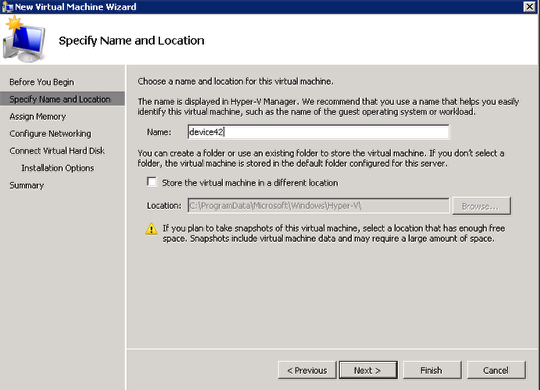 New Virtual Machine Wizard
Specify Name and Location
Before You Begin
Specify Name and Location
Assign Memory
Configure Networking
Connect Virtual Hard Disk
Installation Options
Summary
Choose a name and location for this virtual machine.
The name is displayed in Hyper-V Manager. We recommend that you use a name that helps you easily
identify this virtual machine, such as the name of the guest operating system or workload.
Name: device42
You can create a folder or use an existing folder to store the virtual machine. If you don't select a
folder, the virtual machine is stored in the default folder configured for this server.
Store the virtual machine in a different location
Location: C:\ProgramData\Microsoft\Windows\Hyper-V\ Browse...
If you plan to take snapshots of this virtual machine, select a location that has enough free
space. Snapshots include virtual machine data and may require a large amount of space.
< Previous Next > Finish Cancel